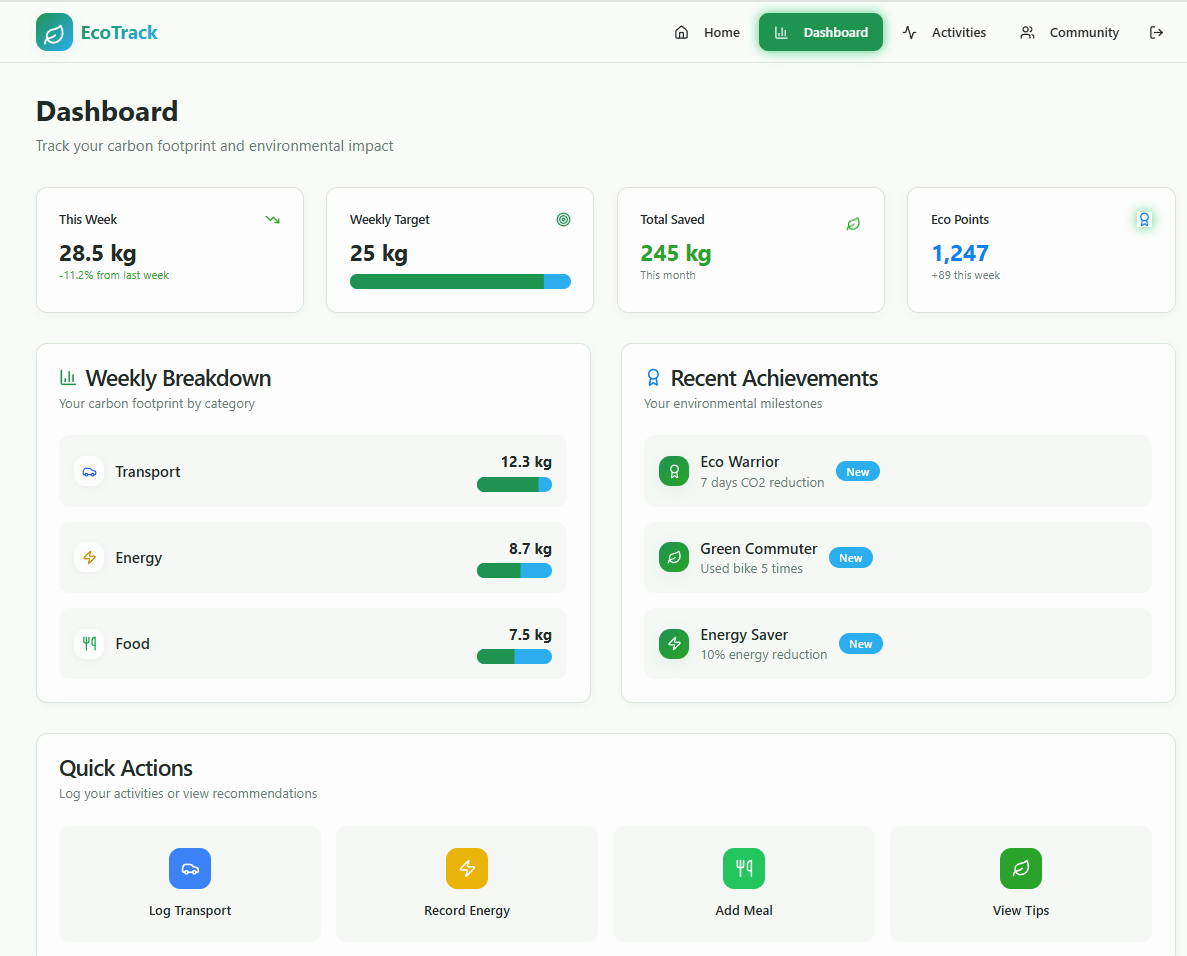 EcoTrack
Home
Dashboard
Activities
Community
Dashboard
Track your carbon footprint and environmental impact
This Week
28.5 kg
-11.2% from last week
Weekly Target
25 kg
Total Saved
245 kg
This month
Eco Points
1,247
+89 this week
Weekly Breakdown
Your carbon footprint by category
Transport
12.3 kg
Energy
8.7 kg
Food
7.5 kg
Recent Achievements
Your environmental milestones
Eco Warrior
7 days CO2 reduction
New
Green Commuter
Used bike 5 times
New
Energy Saver
10% energy reduction
New
Quick Actions
Log your activities or view recommendations
Log Transport
Record Energy
Add Meal
View Tips